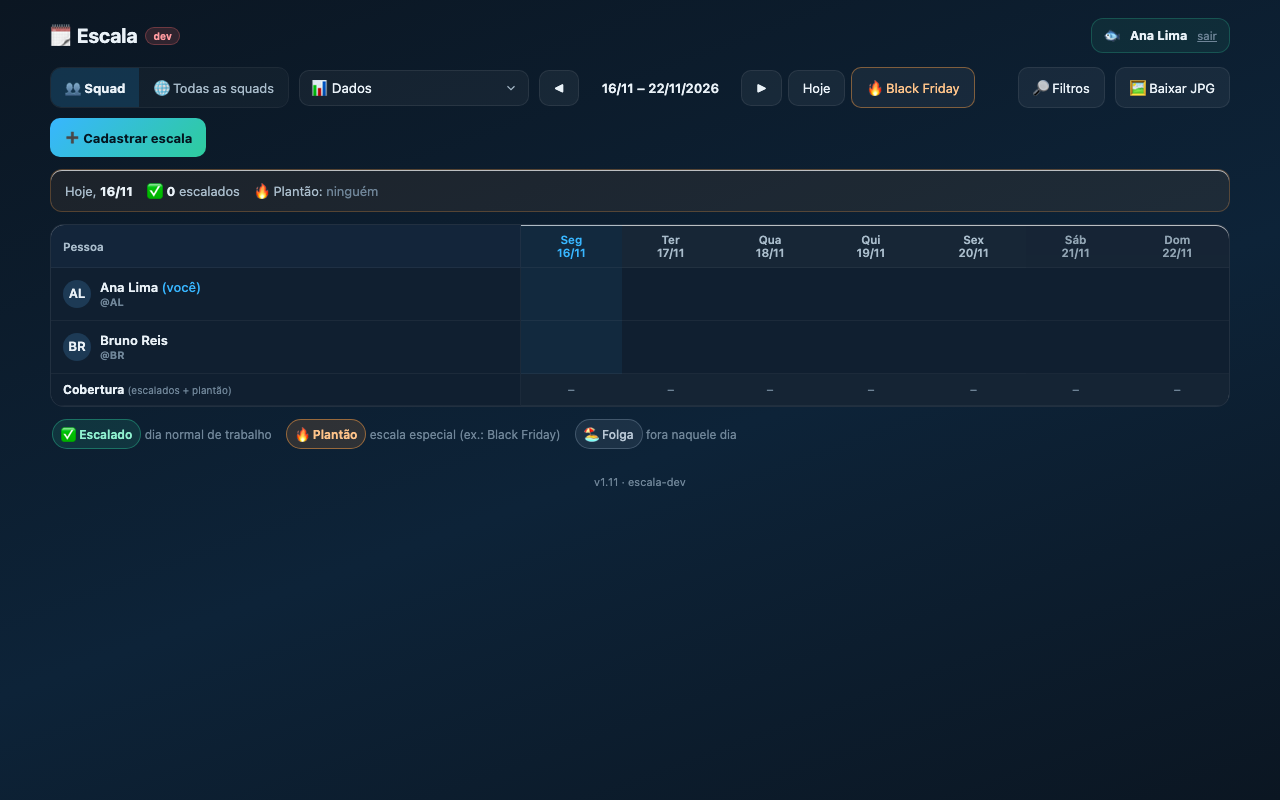 Escala dev
Ana Lima sair
Squad Todas as squads Dados 16/11 – 22/11/2026 Hoje Black Friday Filtros Baixar JPG
Cadastrar escala
Hoje, 16/11 0 escalados Plantão: ninguém
Pessoa Seg Ter Qua Qui Sex Sáb Dom
16/11 17/11 18/11 19/11 20/11 21/11 22/11
AL Ana Lima (você)
@AL
BR Bruno Reis
@BR
Cobertura (escalados + plantão) – – – – – – –
Escalado dia normal de trabalho Plantão escala especial (ex.: Black Friday) Folga fora naquele dia
v1.11 · escala-dev